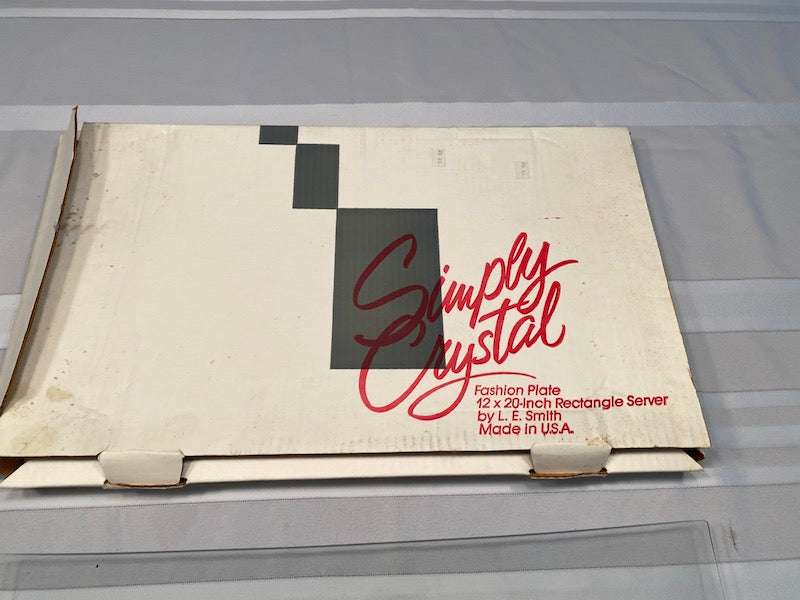 Simply
Crystal
Fashion Plate
12 x 20-Inch Rectangle Server
by L. E. Smith
Made in U.S.A.